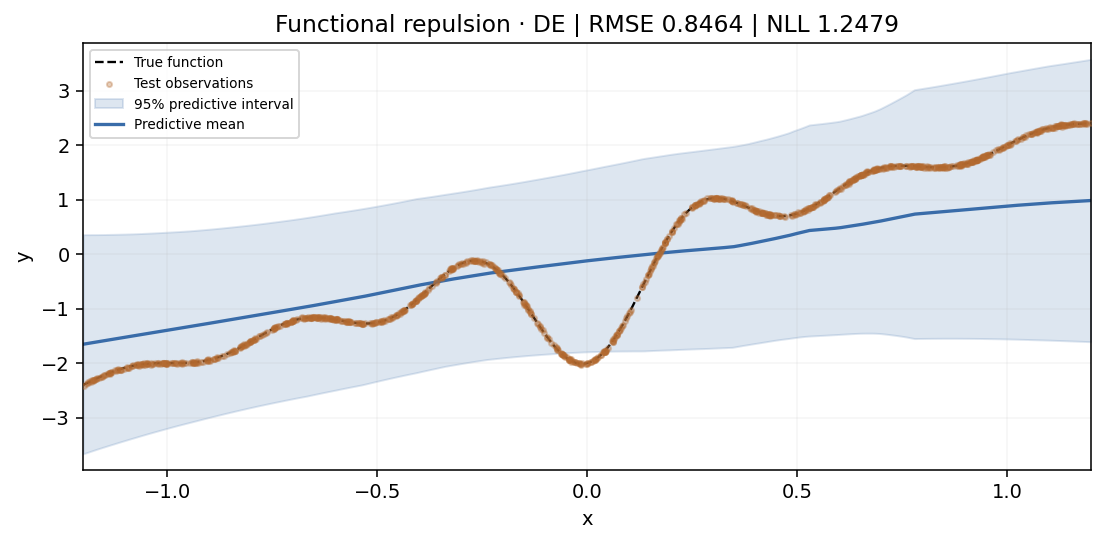 Functional repulsion · DE | RMSE 0.8464 | NLL 1.2479
True function
Test observations
95% predictive interval
Predictive mean
y
3
2
1
0
−1
−2
−3
−1.0 −0.5 0.0 0.5 1.0
x